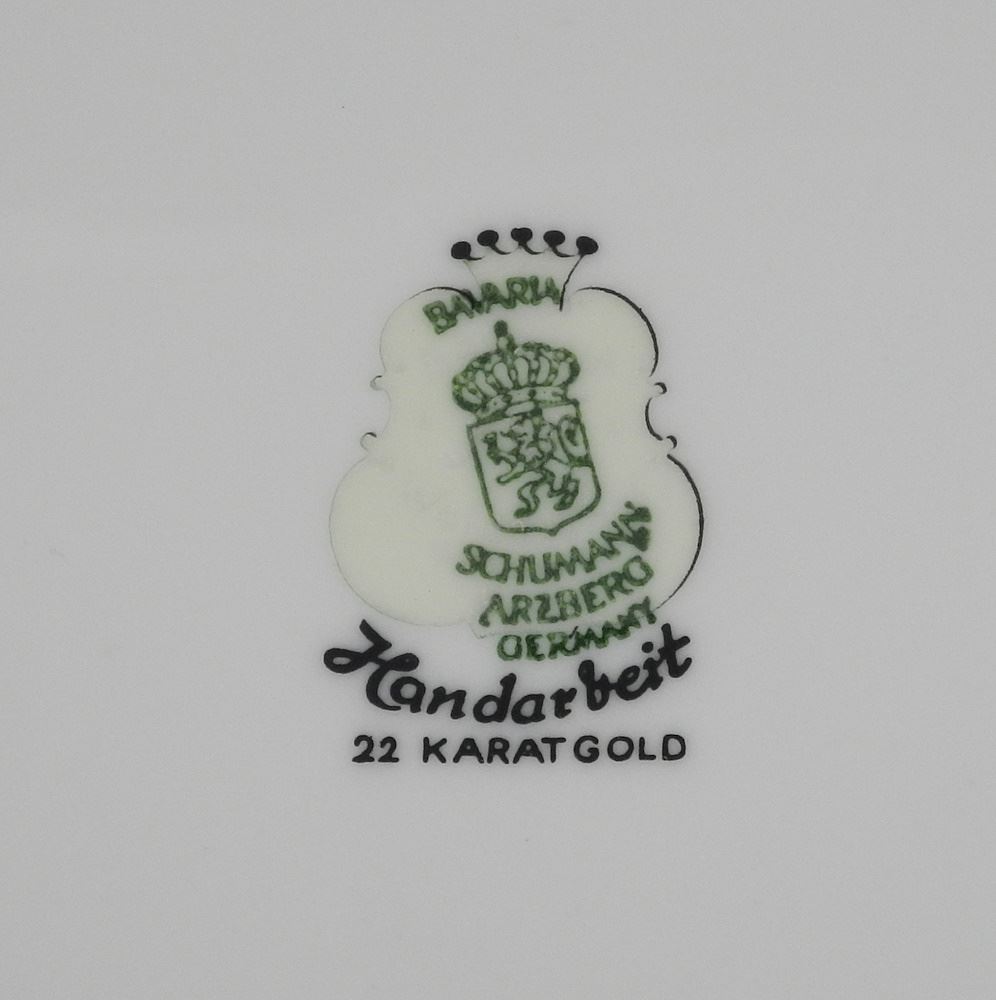 BAVARIA
SCHUMANN
ARZBERG
GERMANY
Handarbeit
22 KARAT GOLD